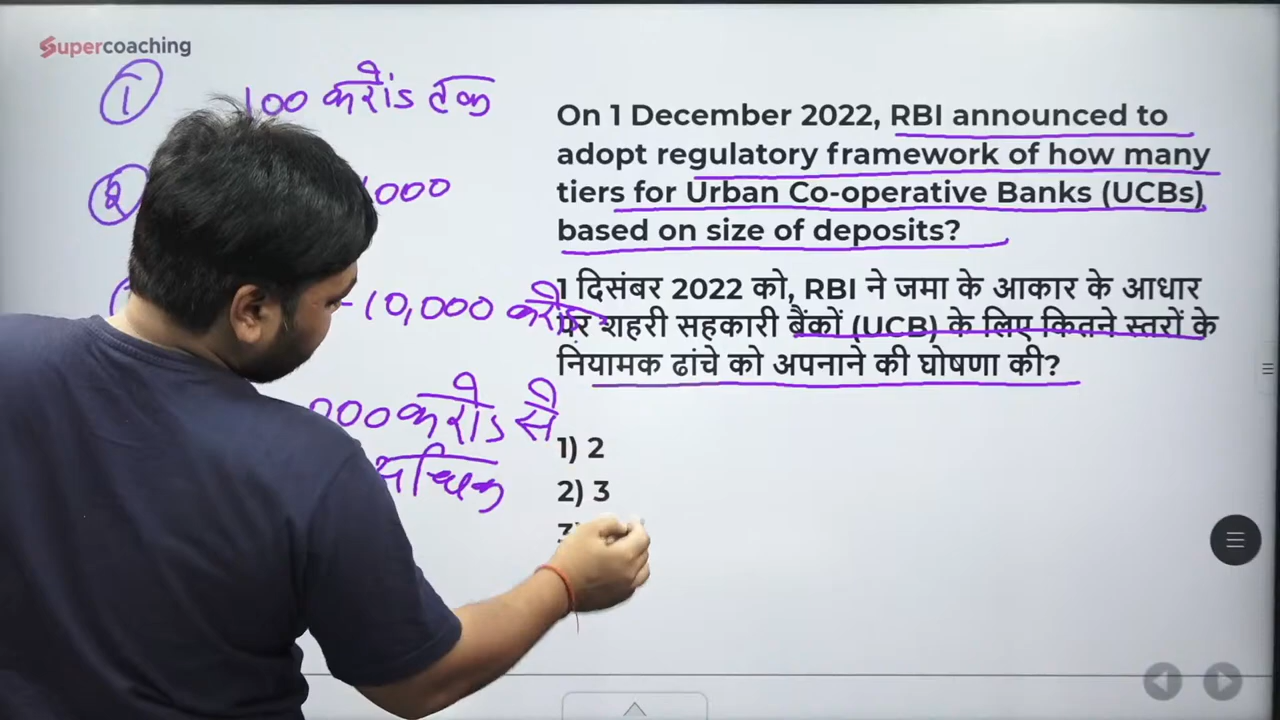 Supercoaching
① 100 करोड़ तक
② 000
-10,000 करोड़
000 करोड़ से
अधिक
On 1 December 2022, RBI announced to
adopt regulatory framework of how many
tiers for Urban Co-operative Banks (UCBs)
based on size of deposits?
1 दिसंबर 2022 को, RBI ने जमा के आकार के आधार
पर शहरी सहकारी बैंकों (UCB) के लिए कितने स्तरों के
नियामक ढांचे को अपनाने की घोषणा की?
1) 2
2) 3
3)